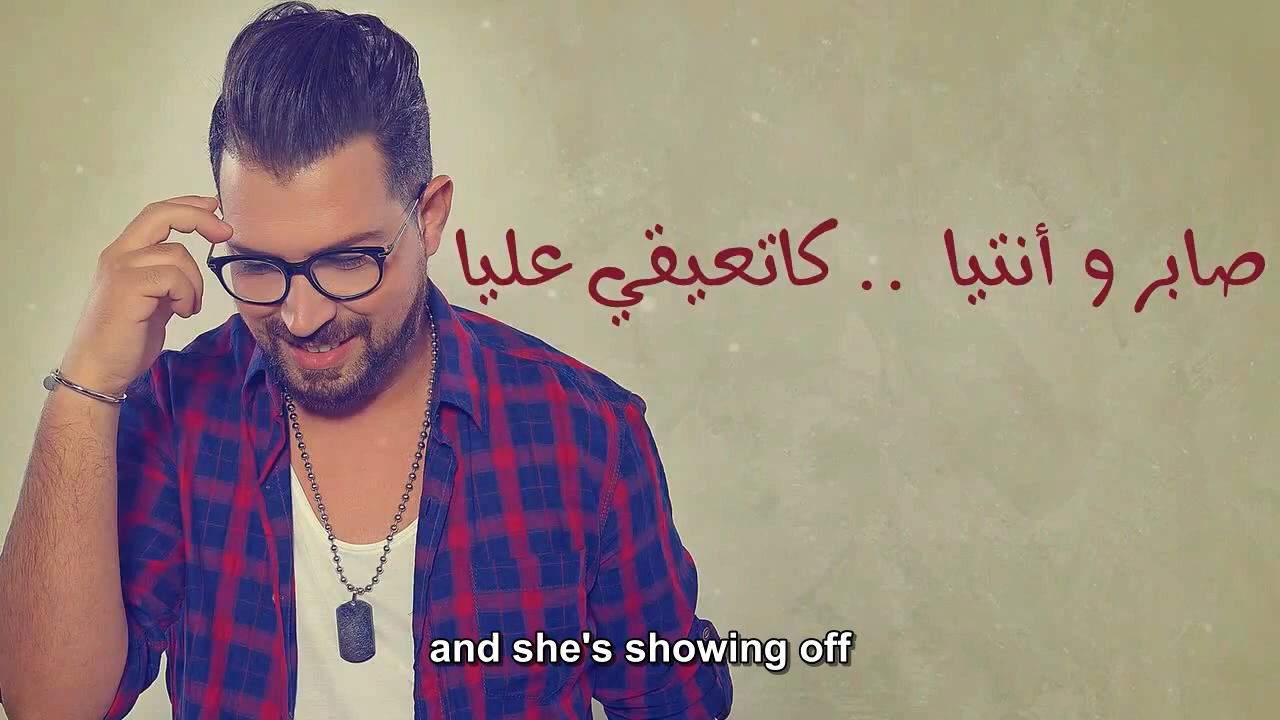 صابر و أنتيا .. كاتعيقي عليا
and she's showing off